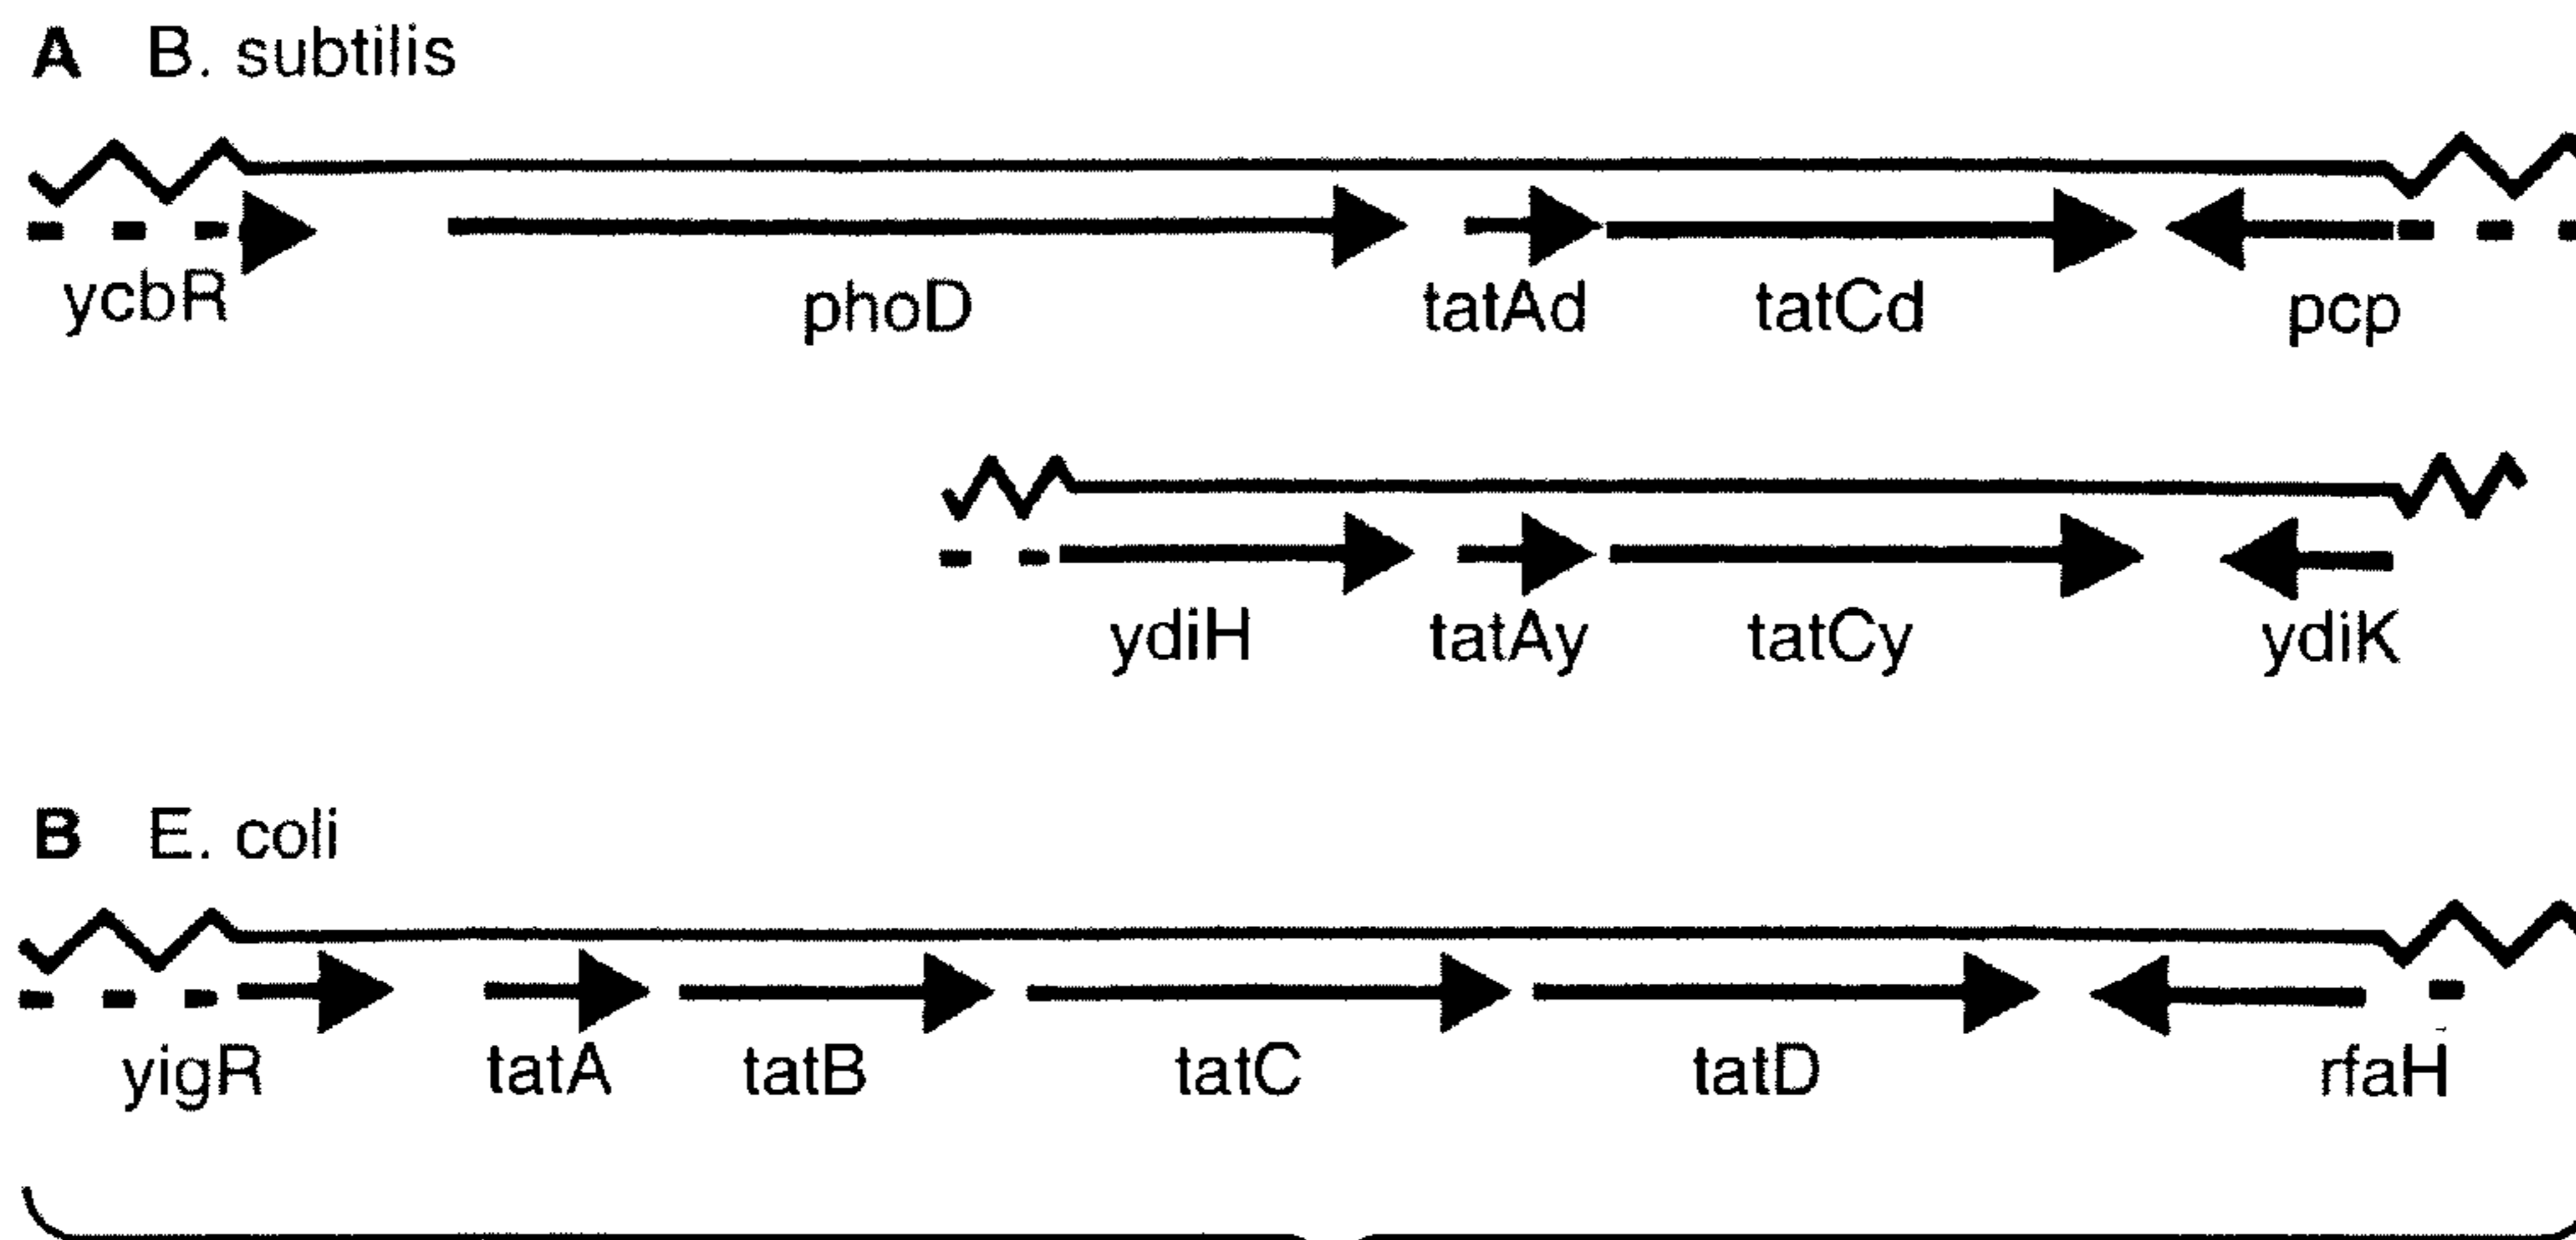 A B. subtilis
ycbR phoD tatAd tatCd pcp
ydiH tatAy tatCy ydiK
B E. coli
yigR tatA tatB tatC tatD rfaH